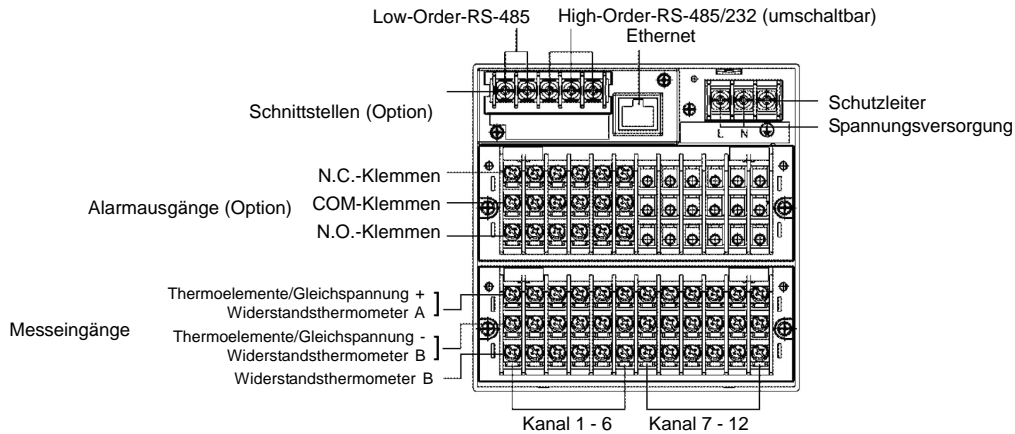 Low-Order-RS-485
High-Order-RS-485/232 (umschaltbar)
Ethernet
Schnittstellen (Option)
Schutzleiter
Spannungsversorgung
L N
N.C.-Klemmen
Alarmausgänge (Option)
COM-Klemmen
N.O.-Klemmen
Thermoelemente/Gleichspannung +
Widerstandsthermometer A
Messeingänge
Thermoelemente/Gleichspannung -
Widerstandsthermometer B
Widerstandsthermometer B
Kanal 1 - 6
Kanal 7 - 12